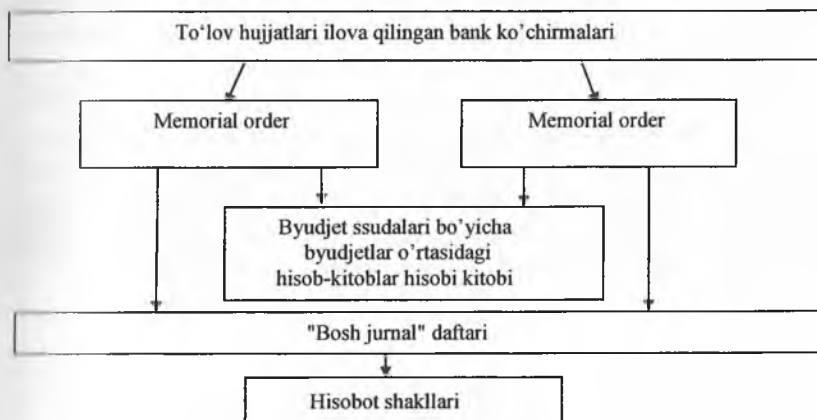 To‘lov hujjatlari ilova qilingan bank ko’chirmalari
Memorial order
Memorial order
Byudjet ssudalari bo’yicha
byudjetlar o’rtasidagi
hisob-kitoblar hisobi kitobi
"Bosh jurnal" daftari
Hisobot shakllari